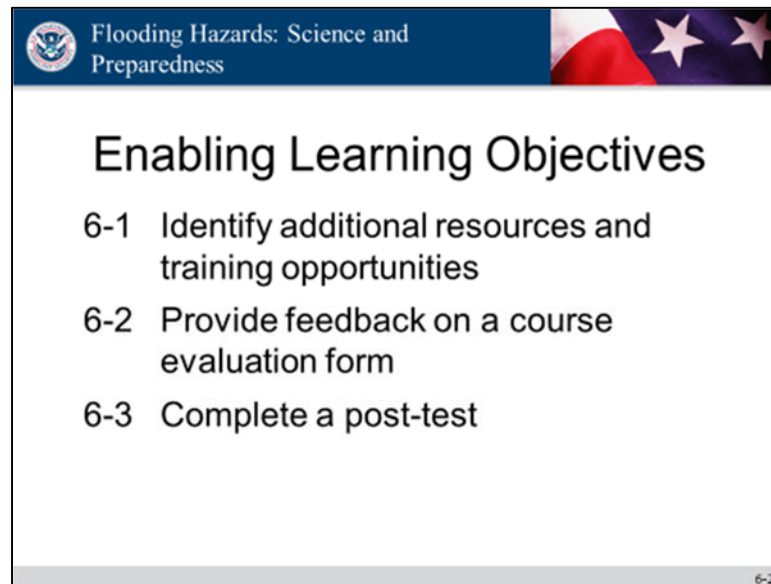 Flooding Hazards: Science and
Preparedness
Enabling Learning Objectives
6-1 Identify additional resources and
training opportunities
6-2 Provide feedback on a course
evaluation form
6-3 Complete a post-test